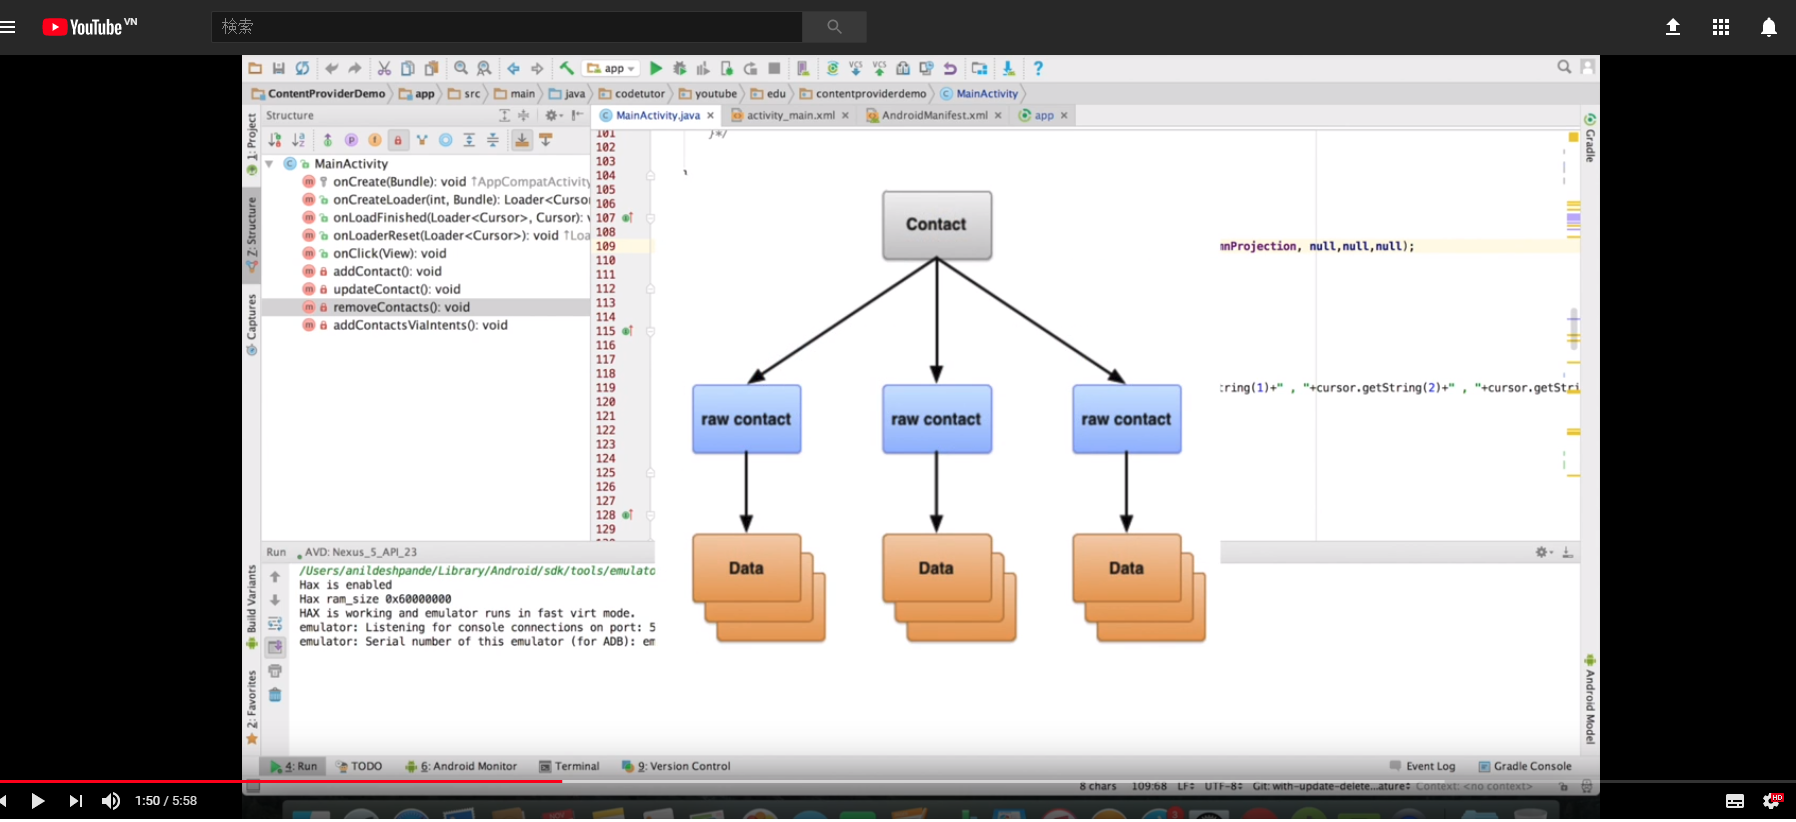 YouTube VN
検索
app
ContentProviderDemo app src main java codetutor youtube edu contentproviderdemo MainActivity
Structure
MainActivity.java activity_main.xml AndroidManifest.xml app
1: Project
Z: Structure
Captures
Build Variants
2: Favorites
MainActivity
onCreate(Bundle): void ↑AppCompatActivity
onCreateLoader(int, Bundle): Loader<Cursor
onLoadFinished(Loader<Cursor>, Cursor): v
onLoaderReset(Loader<Cursor>): void ↑Loa
onClick(View): void
addContact(): void
updateContact(): void
removeContacts(): void
addContactsViaIntents(): void
101 }*/
102
103
104
105
106
107
108
109 mnProjection, null,null,null);
110
111
112
113
114
115
116
117
118
119 tring(1)+" , "+cursor.getString(2)+" , "+cursor.getStri
120
121
122
123
124
125
126
127
128
129
Contact
raw contact raw contact raw contact
Data Data Data
Gradle
Android Model
Run AVD: Nexus_5_API_23
/Users/anildeshpande/Library/Android/sdk/tools/emulato
Hax is enabled
Hax ram_size 0x60000000
HAX is working and emulator runs in fast virt mode.
emulator: Listening for console connections on port: 5
emulator: Serial number of this emulator (for ADB): em
4: Run TODO 6: Android Monitor Terminal 9: Version Control Event Log Gradle Console
8 chars 109:68 LF÷ UTF-8÷ Git: with-update-delete...ature÷ Context: <no context>
1:50 / 5:58
HD